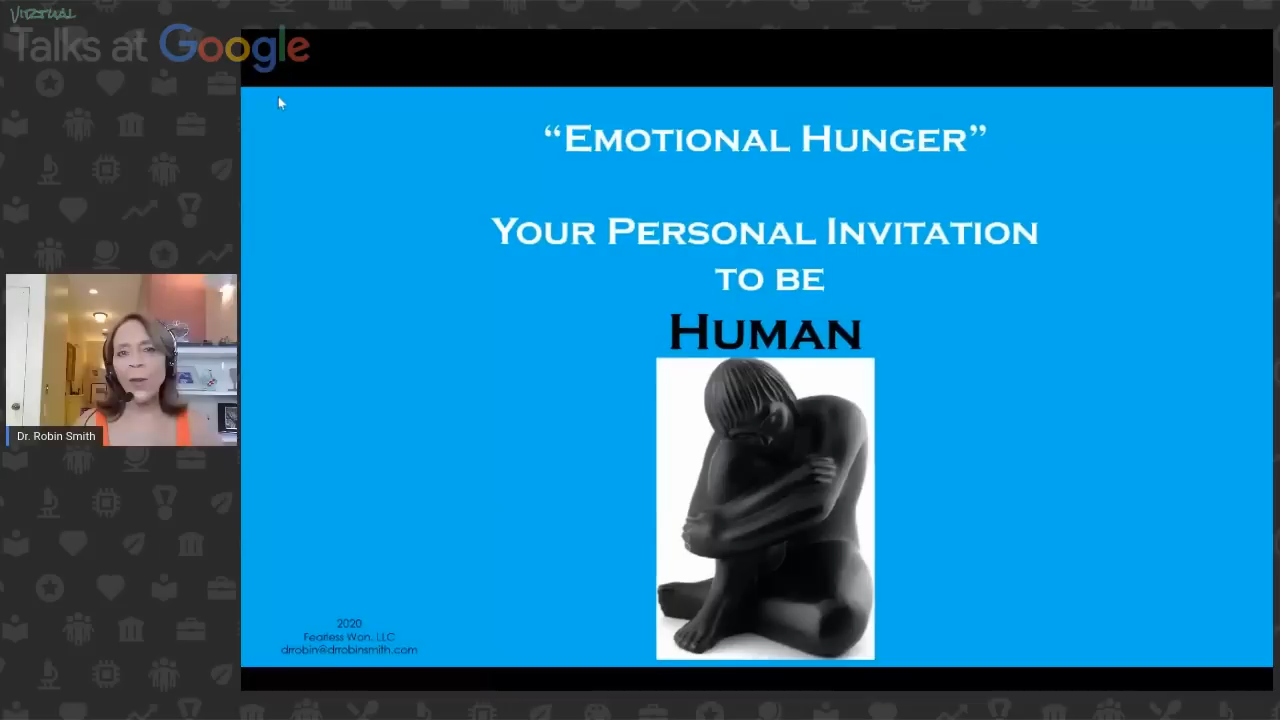 VIRTUAL
Talks at Google
“EMOTIONAL HUNGER”
YOUR PERSONAL INVITATION
TO BE
HUMAN
Dr. Robin Smith
2020
Fearless Won, LLC
drrobin@drrobinsmith.com